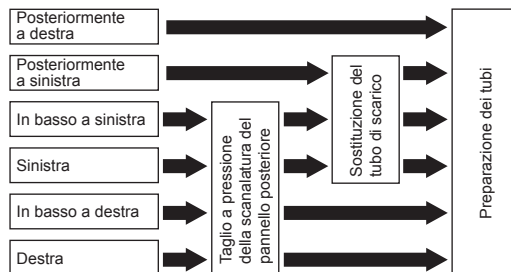 Posteriormente
a destra
Posteriormente
a sinistra
In basso a sinistra
Sinistra
In basso a destra
Destra
Taglio a pressione
della scanalatura del
pannello posteriore
Sostituzione del
tubo di scarico
Preparazione dei tubi